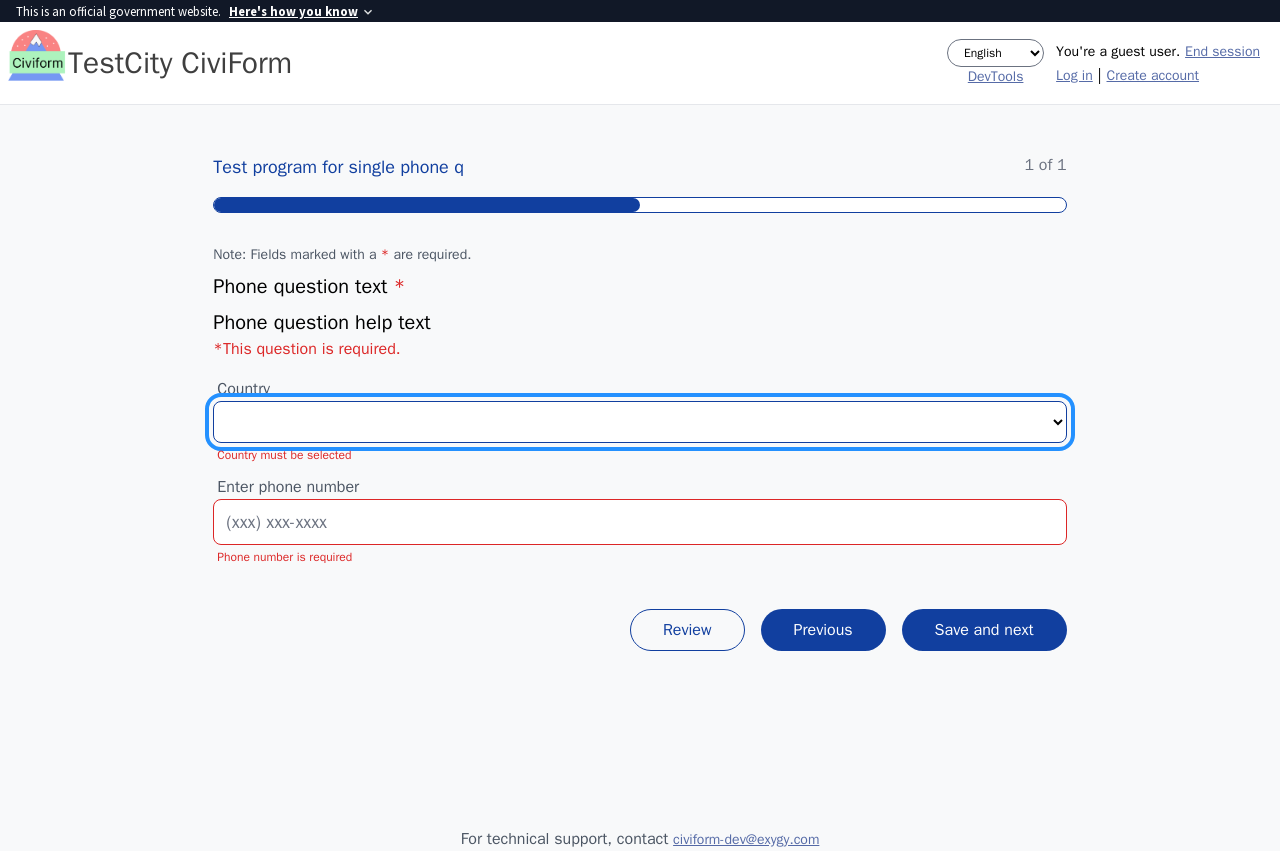 This is an official government website. Here's how you know
Civiform
TestCity CiviForm
English
DevTools
You're a guest user. End session
Log in | Create account
Test program for single phone q
1 of 1
Note: Fields marked with a * are required.
Phone question text *
Phone question help text
*This question is required.
Country
Country must be selected
Enter phone number
(xxx) xxx-xxxx
Phone number is required
Review
Previous
Save and next
For technical support, contact civiform-dev@exygy.com